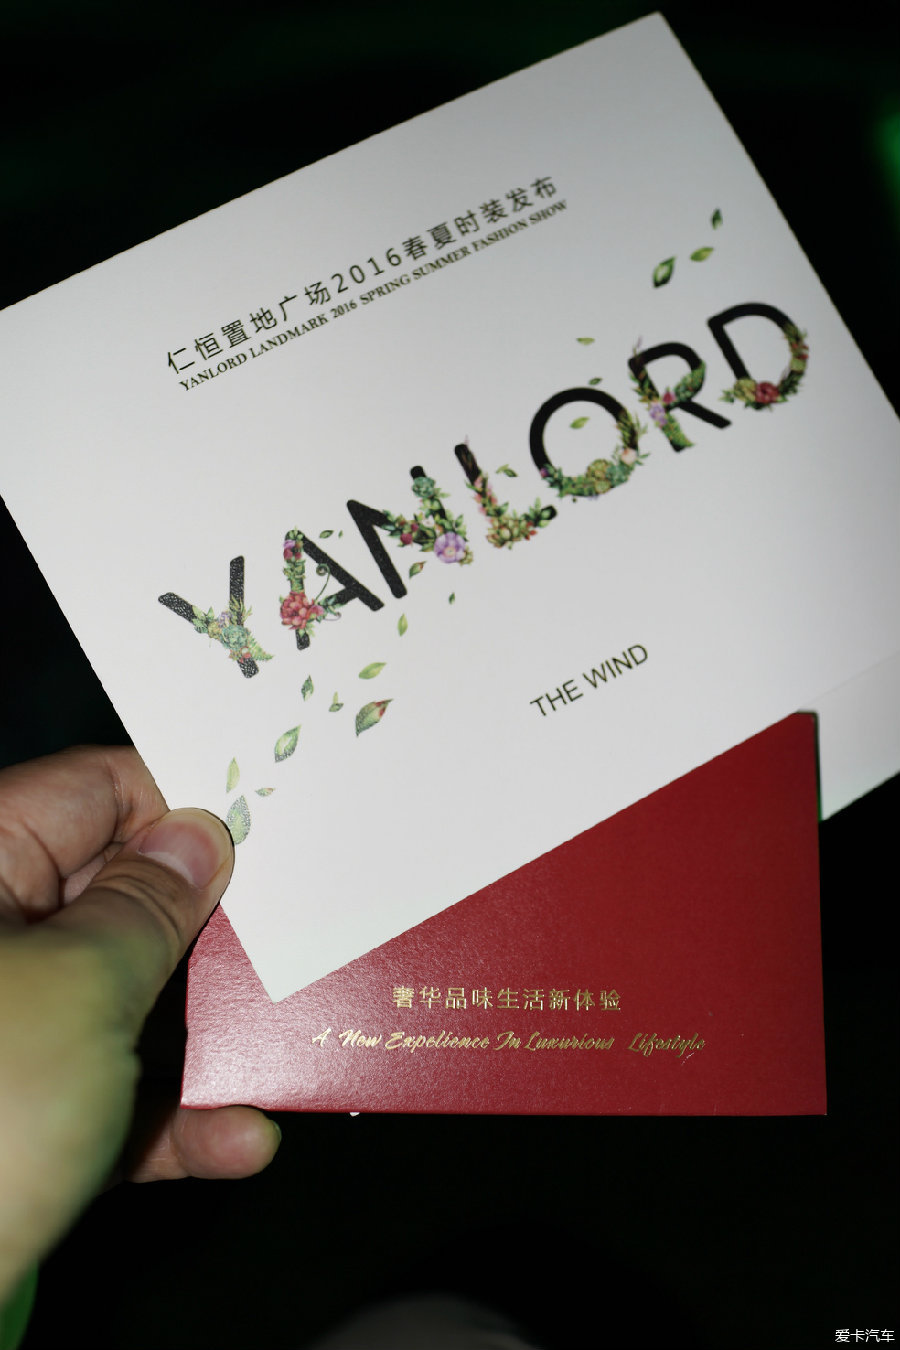 仁恒置地广场2016春夏时装发布
YANLORD LANDMARK 2016 SPRING SUMMER FASHION SHOW
YANLORD
THE WIND
奢华品味生活新体验
A New Expelience In Luxurious Lifestyle
爱卡汽车